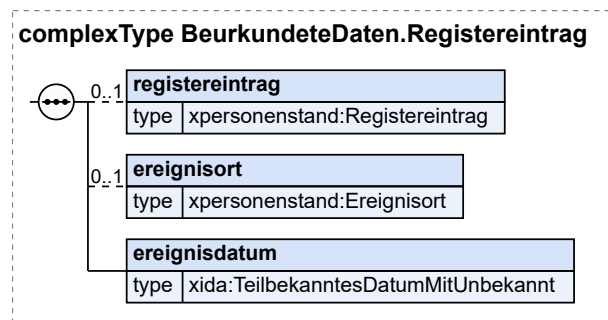 complexType BeurkundeteDaten.Registereintrag
0..1
registereintrag
type xpersonenstand:Registereintrag
0..1
ereignisort
type xpersonenstand:Ereignisort
ereignisdatum
type xida:TeilbekanntesDatumMitUnbekannt